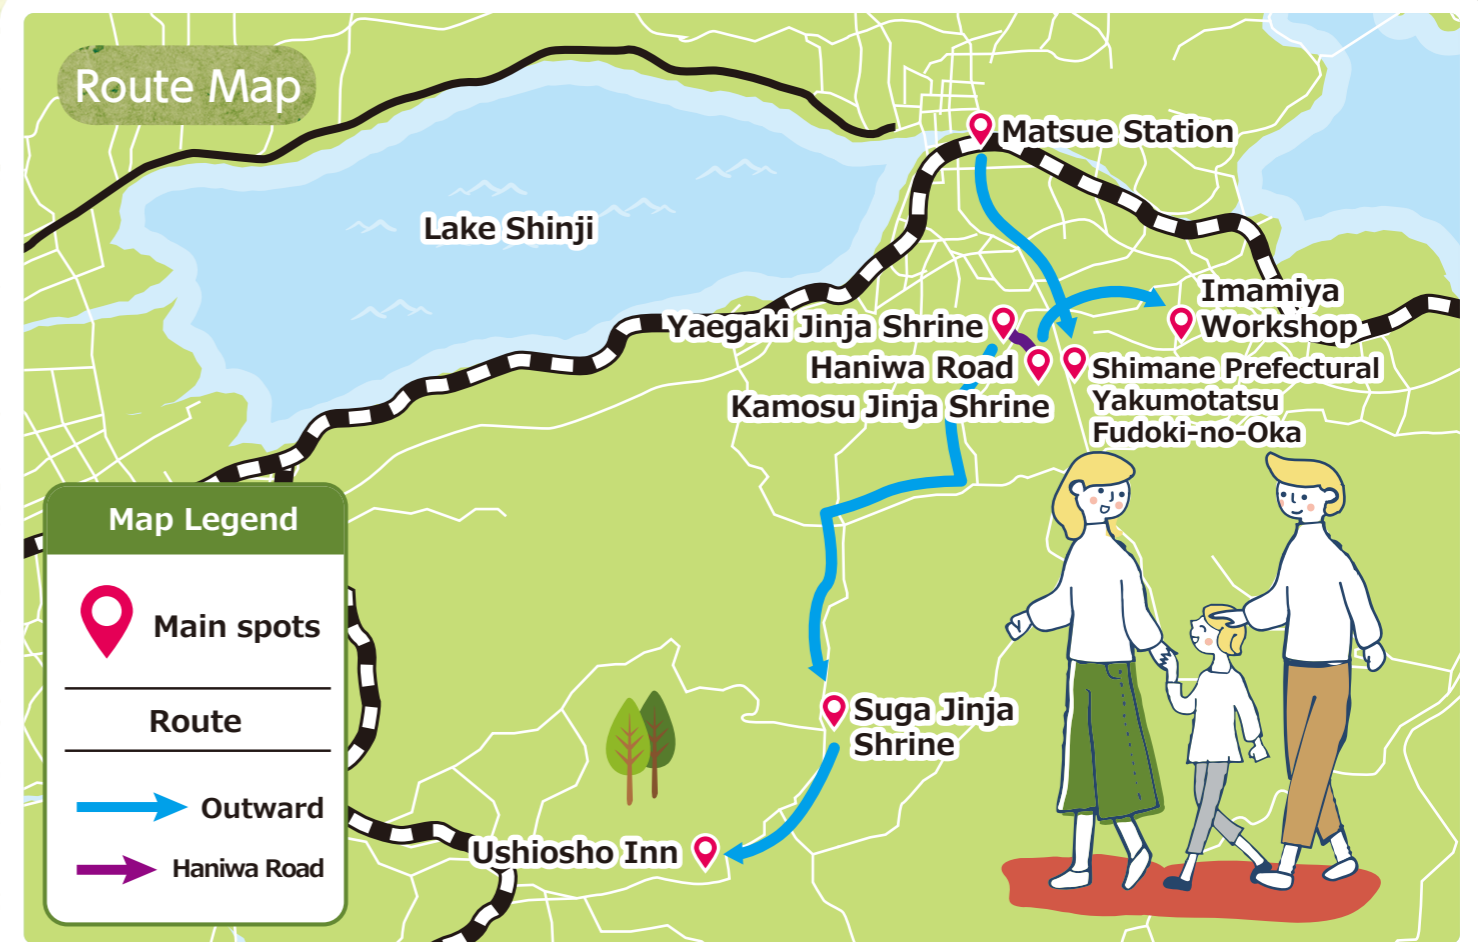 Route Map
Matsue Station
Lake Shinji
Imamiya
Workshop
Yaegaki Jinja Shrine
Haniwa Road
Kamosu Jinja Shrine
Shimane Prefectural
Yakumotatsu
Fudoki-no-Oka
Map Legend
Main spots
Route
Outward
Haniwa Road
Suga Jinja
Shrine
Ushiosho Inn